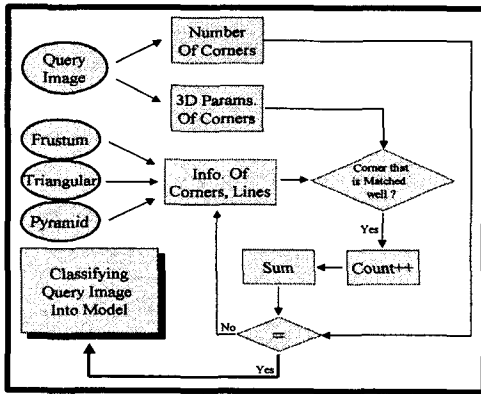 Query
Image
Number
Of Corners
3D Params.
Of Corners
Frustum
Triangular
Pyramid
Info. Of
Corners, Lines
Corner that
is Matched
well ?
Yes
Count++
Sum
Classifying
Query Image
Into Model
No
=
Yes